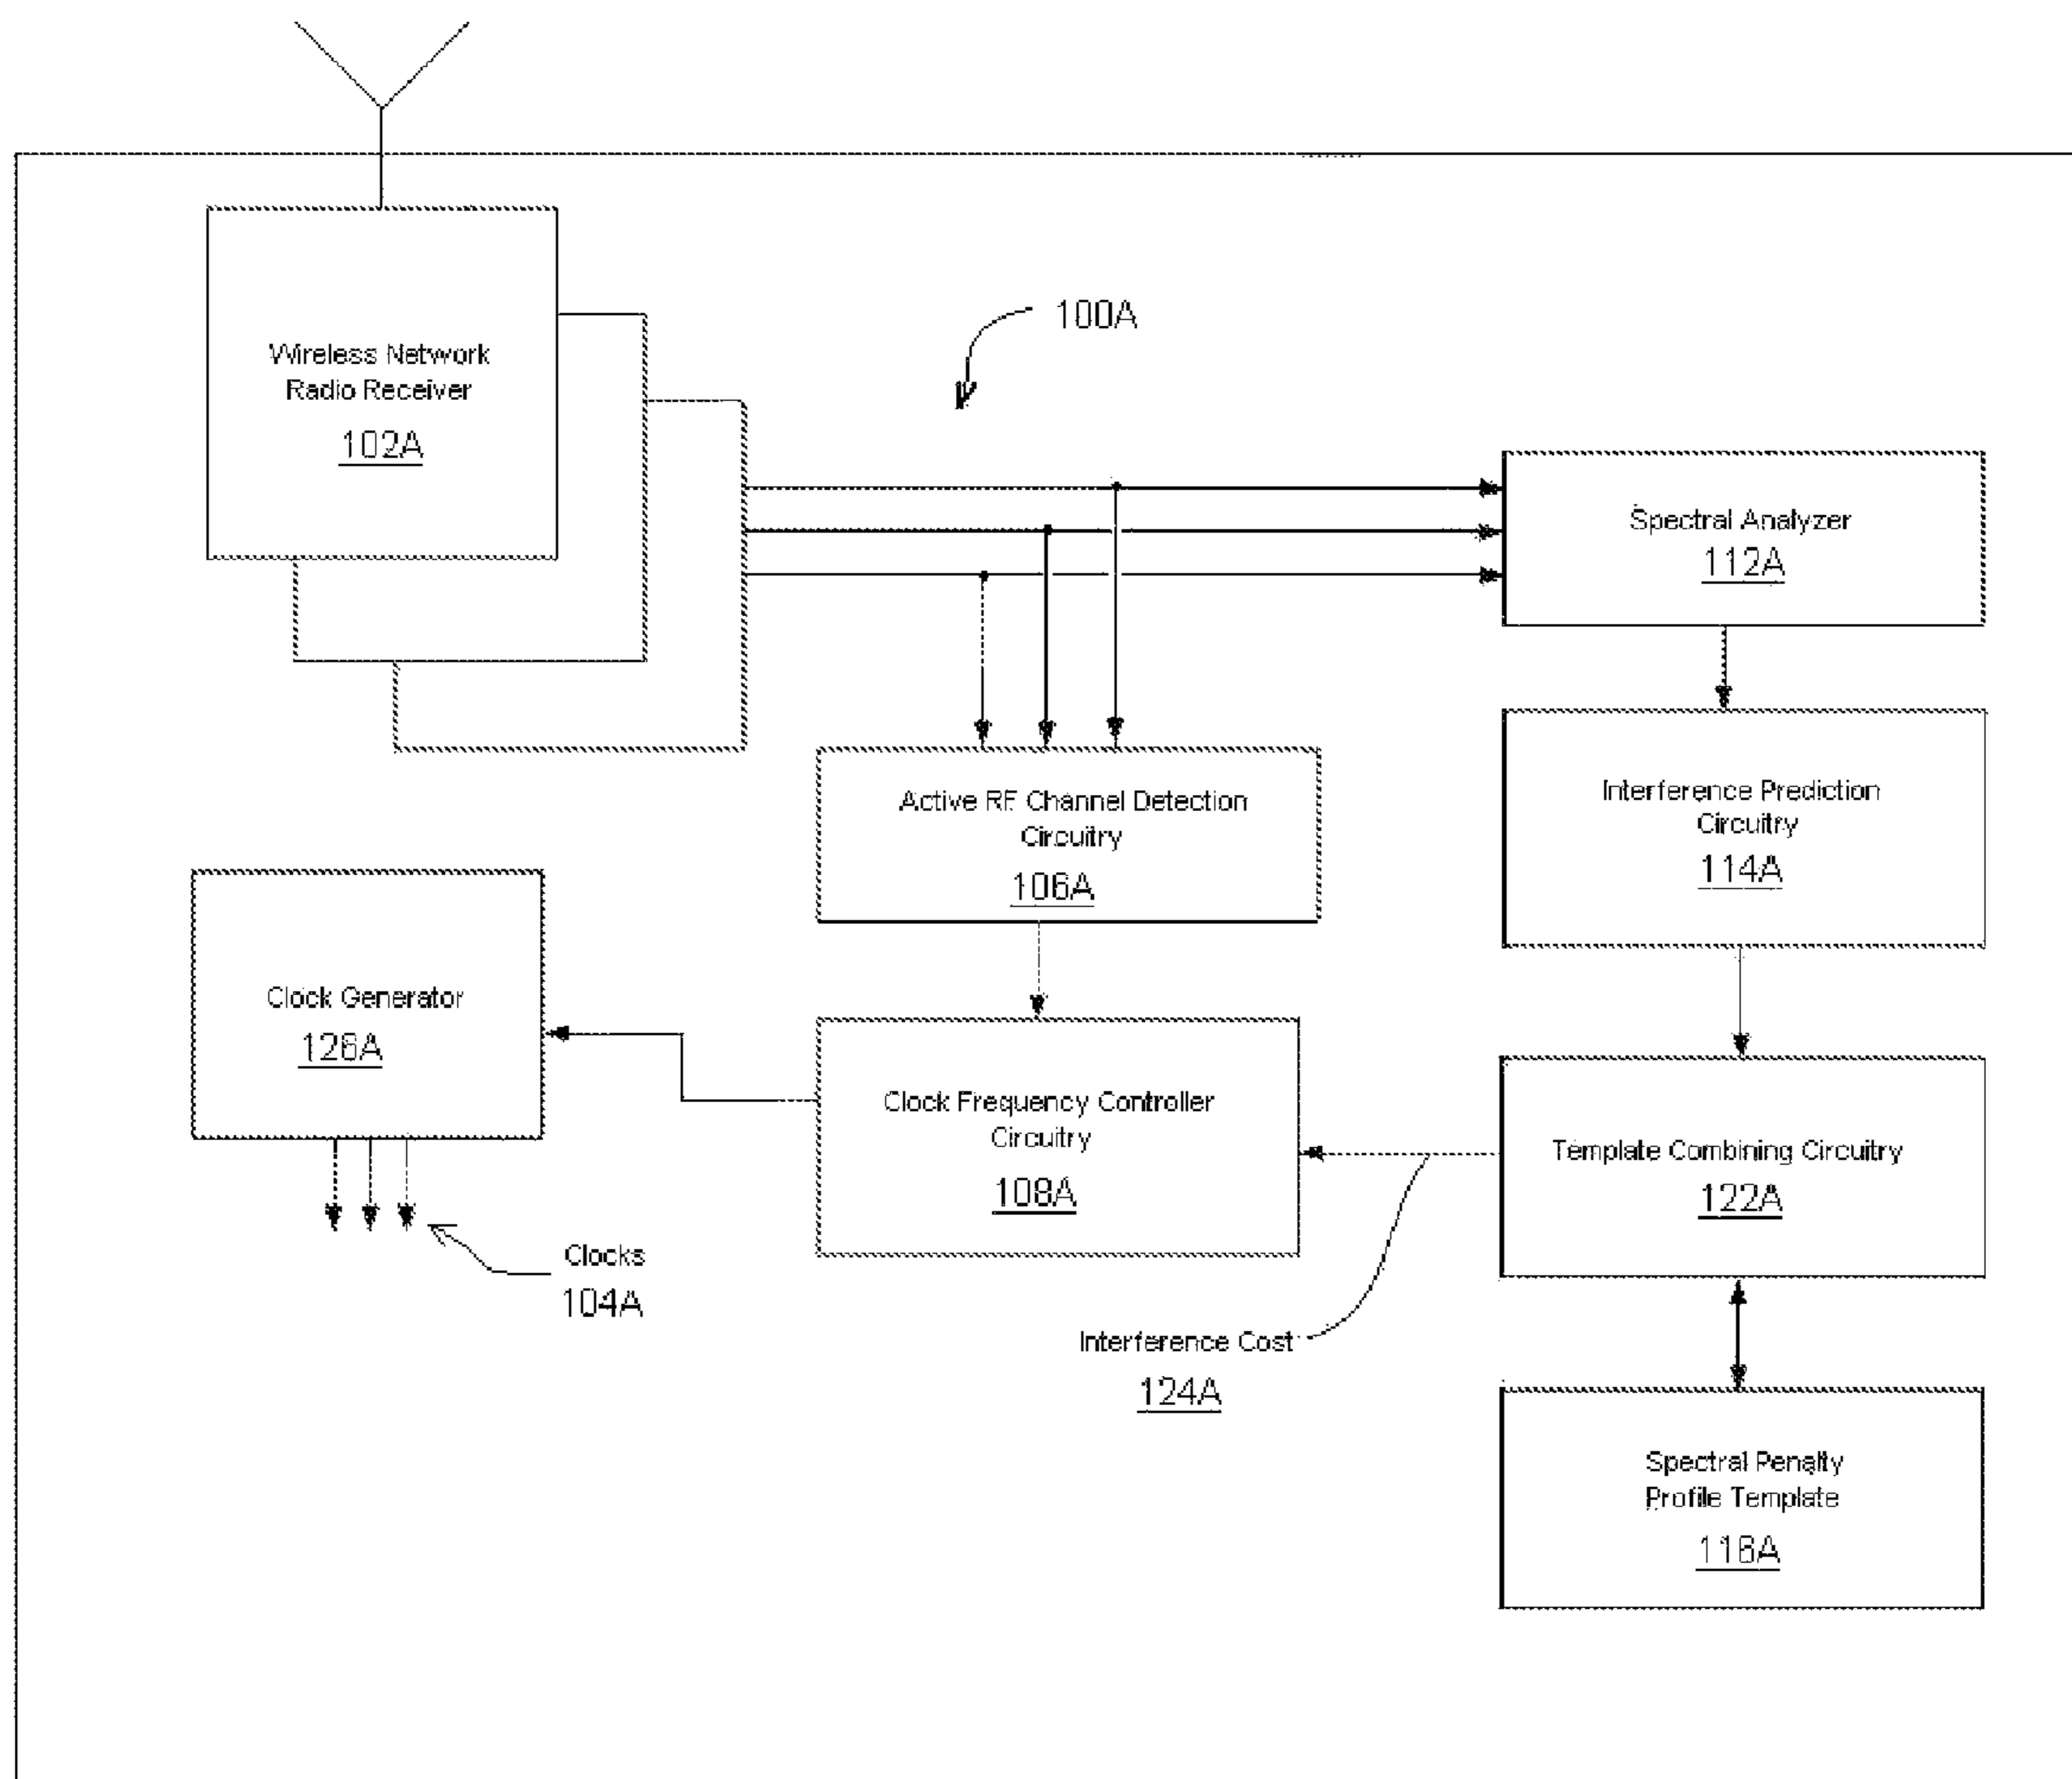 100A
Wireless Network
Radio Receiver
102A
Spectral Analyzer
112A
Active RF Channel Detection
Circuitry
106A
Interference Prediction
Circuitry
114A
Clock Generator
126A
Clock Frequency Controller
Circuitry
108A
Template Combining Circuitry
122A
Clocks
104A
Interference Cost
124A
Spectral Penalty
Profile Template
118A